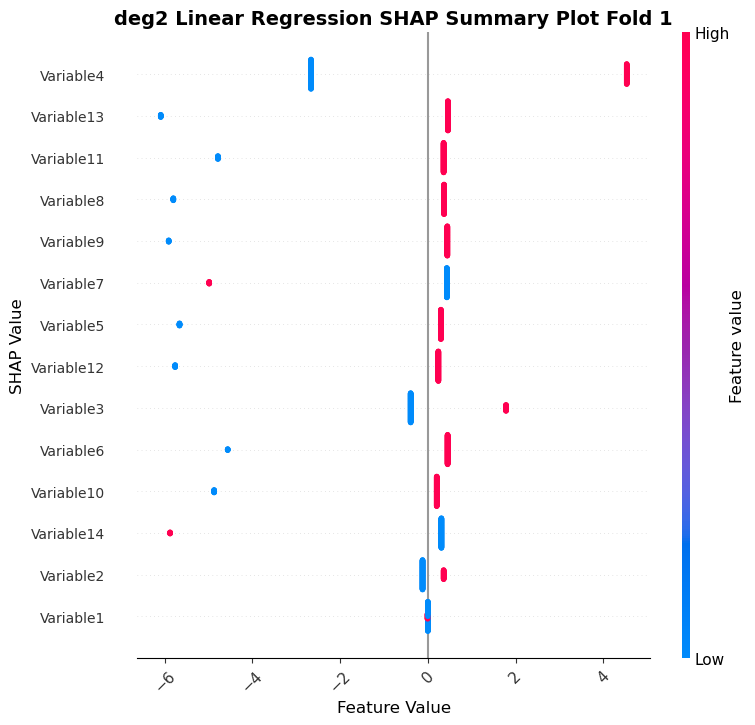 deg2 Linear Regression SHAP Summary Plot Fold 1
High
Variable4
Variable13
Variable11
Variable8
Variable9
Variable7
Variable5
Variable12
Variable3
Variable6
Variable10
Variable14
Variable2
Variable1
SHAP Value
Feature value
Low
−6
−4
−2
0
2
4
Feature Value